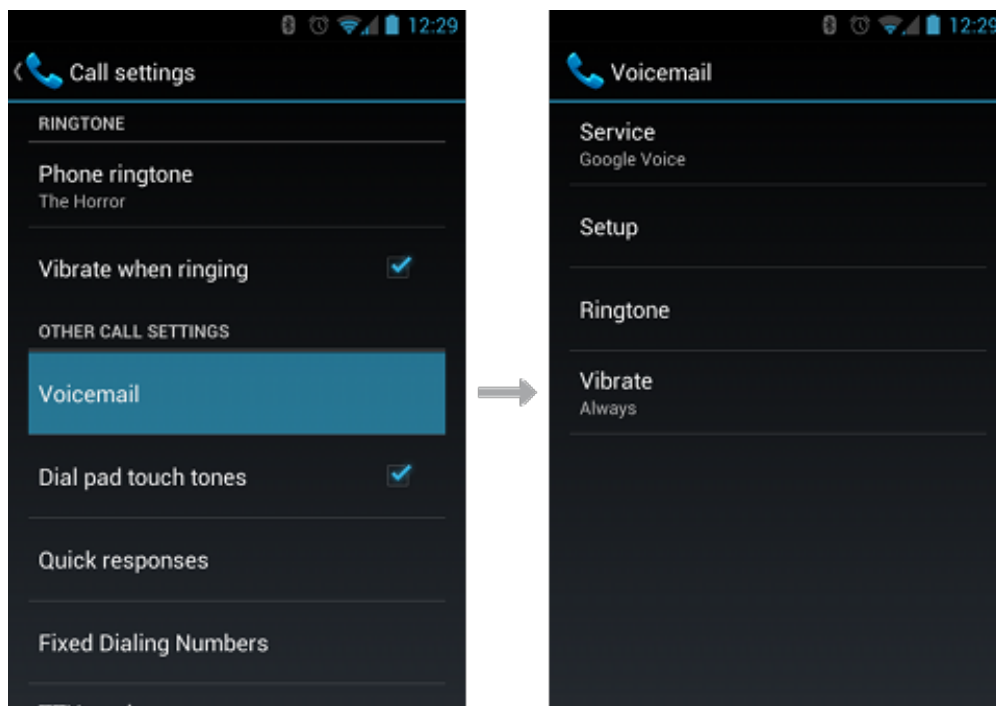 12:29
Call settings
RINGTONE
Phone ringtone
The Horror
Vibrate when ringing
OTHER CALL SETTINGS
Voicemail
Dial pad touch tones
Quick responses
Fixed Dialing Numbers
12:29
Voicemail
Service
Google Voice
Setup
Ringtone
Vibrate
Always